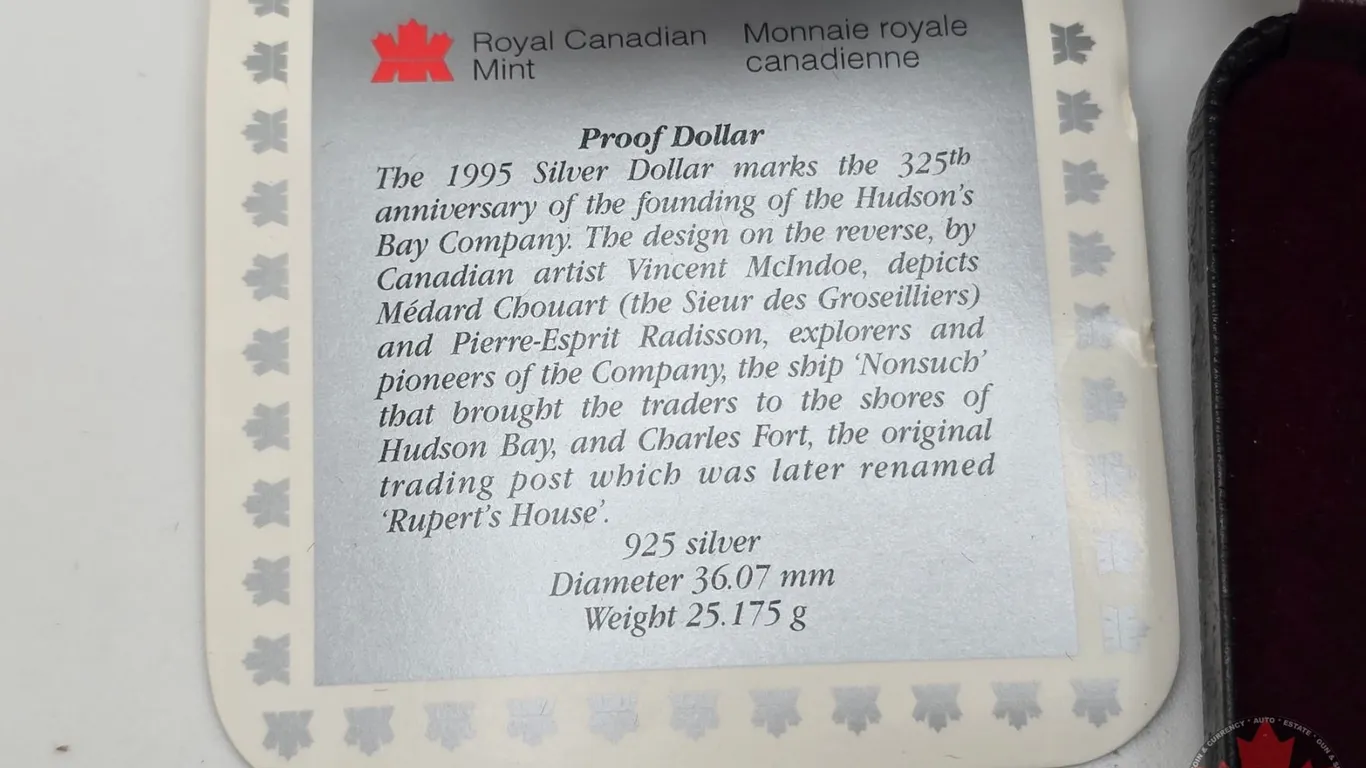 Royal Canadian Mint
Monnaie royale canadienne
Proof Dollar
The 1995 Silver Dollar marks the 325th
anniversary of the founding of the Hudson's
Bay Company. The design on the reverse, by
Canadian artist Vincent McIndoe, depicts
Médard Chouart (the Sieur des Groseilliers)
and Pierre-Esprit Radisson, explorers and
pioneers of the Company, the ship ‘Nonsuch’
that brought the traders to the shores of
Hudson Bay, and Charles Fort, the original
trading post which was later renamed
‘Rupert's House’.
925 silver
Diameter 36.07 mm
Weight 25.175 g
& CURRENCY • AUTO • ESTATE • GUN &